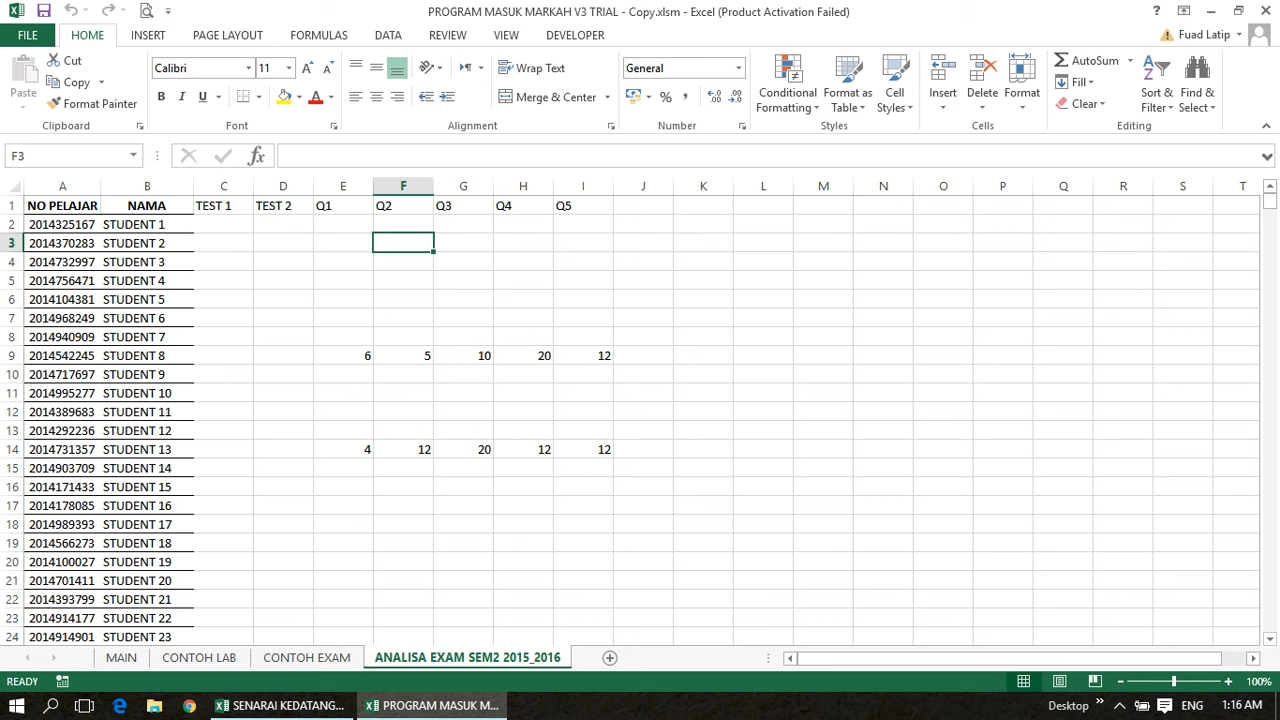 PROGRAM MASUK MARKAH V3 TRIAL - Copy.xlsm - Excel (Product Activation Failed)
FILE HOME INSERT PAGE LAYOUT FORMULAS DATA REVIEW VIEW DEVELOPER Fuad Latip
Paste Cut Copy Format Painter Clipboard
Calibri 11 B I U A Font
Wrap Text Merge & Center Alignment
General % , Number
Conditional Formatting Format as Table Cell Styles Styles
Insert Delete Format Cells
AutoSum Fill Clear Sort & Filter Find & Select Editing
F3 fx
A B C D E F G H I J K L M N O P Q R S T
1 NO PELAJAR NAMA TEST 1 TEST 2 Q1 Q2 Q3 Q4 Q5
2 2014325167 STUDENT 1
3 2014370283 STUDENT 2
4 2014732997 STUDENT 3
5 2014756471 STUDENT 4
6 2014104381 STUDENT 5
7 2014968249 STUDENT 6
8 2014940909 STUDENT 7
9 2014542245 STUDENT 8 6 5 10 20 12
10 2014717697 STUDENT 9
11 2014995277 STUDENT 10
12 2014389683 STUDENT 11
13 2014292236 STUDENT 12
14 2014731357 STUDENT 13 4 12 20 12 12
15 2014903709 STUDENT 14
16 2014171433 STUDENT 15
17 2014178085 STUDENT 16
18 2014989393 STUDENT 17
19 2014566273 STUDENT 18
20 2014100027 STUDENT 19
21 2014701411 STUDENT 20
22 2014393799 STUDENT 21
23 2014914177 STUDENT 22
24 2014914901 STUDENT 23
MAIN CONTOH LAB CONTOH EXAM ANALISA EXAM SEM2 2015_2016
READY 100%
SENARAI KEDATANG... PROGRAM MASUK M... Desktop ENG 1:16 AM